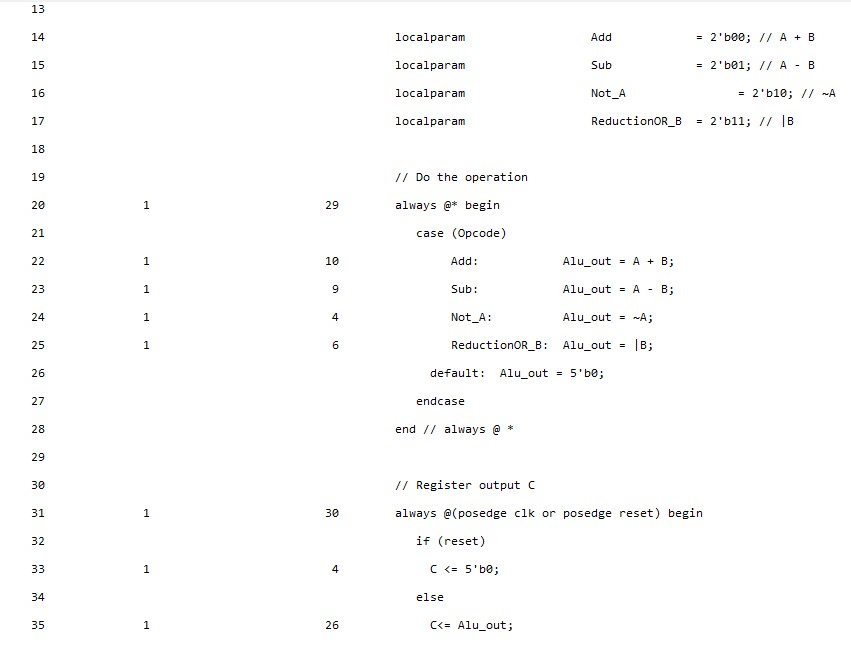 13
14 localparam Add = 2'b00; // A + B
15 localparam Sub = 2'b01; // A - B
16 localparam Not_A = 2'b10; // ~A
17 localparam ReductionOR_B = 2'b11; // |B
18
19 // Do the operation
20 1 29 always @* begin
21 case (Opcode)
22 1 10 Add: Alu_out = A + B;
23 1 9 Sub: Alu_out = A - B;
24 1 4 Not_A: Alu_out = ~A;
25 1 6 ReductionOR_B: Alu_out = |B;
26 default: Alu_out = 5'b0;
27 endcase
28 end // always @ *
29
30 // Register output C
31 1 30 always @(posedge clk or posedge reset) begin
32 if (reset)
33 1 4 C <= 5'b0;
34 else
35 1 26 C<= Alu_out;